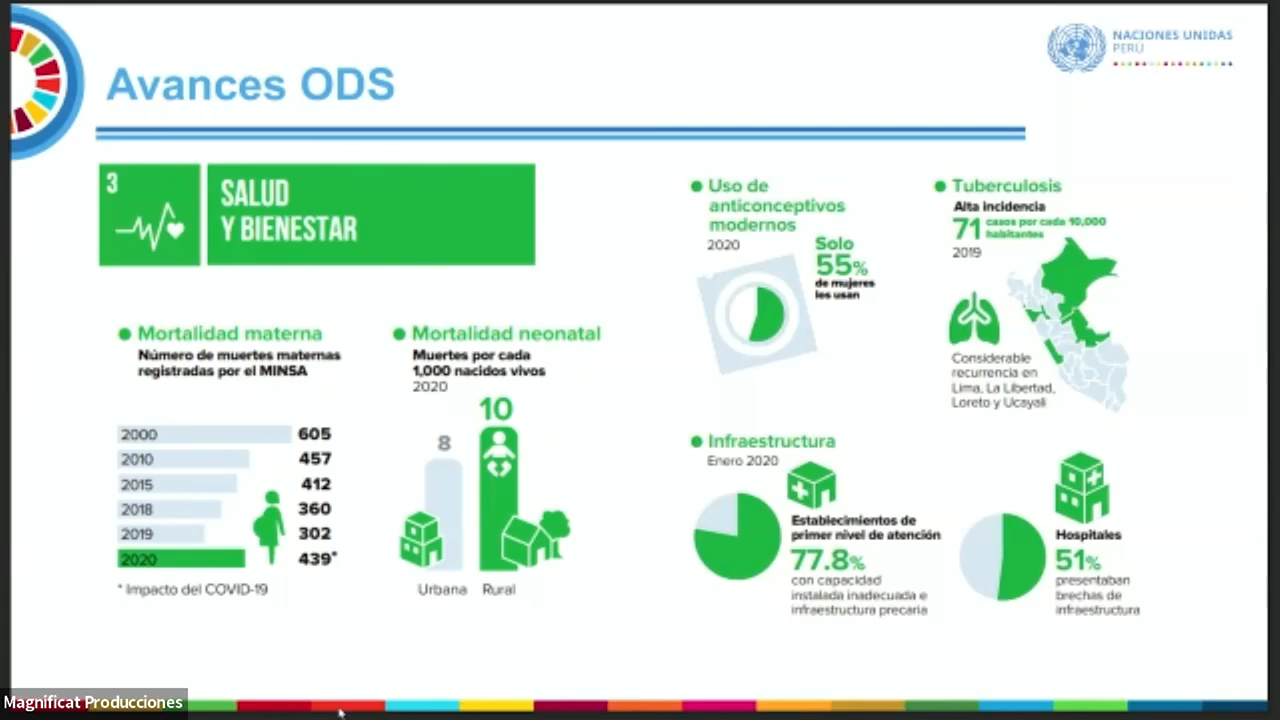 NACIONES UNIDAS
PERÚ
Avances ODS
3
SALUD
Y BIENESTAR
Mortalidad materna
Número de muertes maternas
registradas por el MINSA
2000 605
2010 457
2015 412
2018 360
2019 302
2020 439*
* Impacto del COVID-19
Mortalidad neonatal
Muertes por cada
1,000 nacidos vivos
2020
8
10
Urbana Rural
Uso de
anticonceptivos
modernos
2020
Solo
55%
de mujeres
los usan
Tuberculosis
Alta incidencia
71 casos por cada 10,000
habitantes
2019
Considerable
recurrencia en
Lima, La Libertad,
Loreto y Ucayali
Infraestructura
Enero 2020
Establecimientos de
primer nivel de atención
77.8%
con capacidad
instalada inadecuada e
infraestructura precaria
Hospitales
51%
presentaban
brechas de
infraestructura
Magnificat Producciones